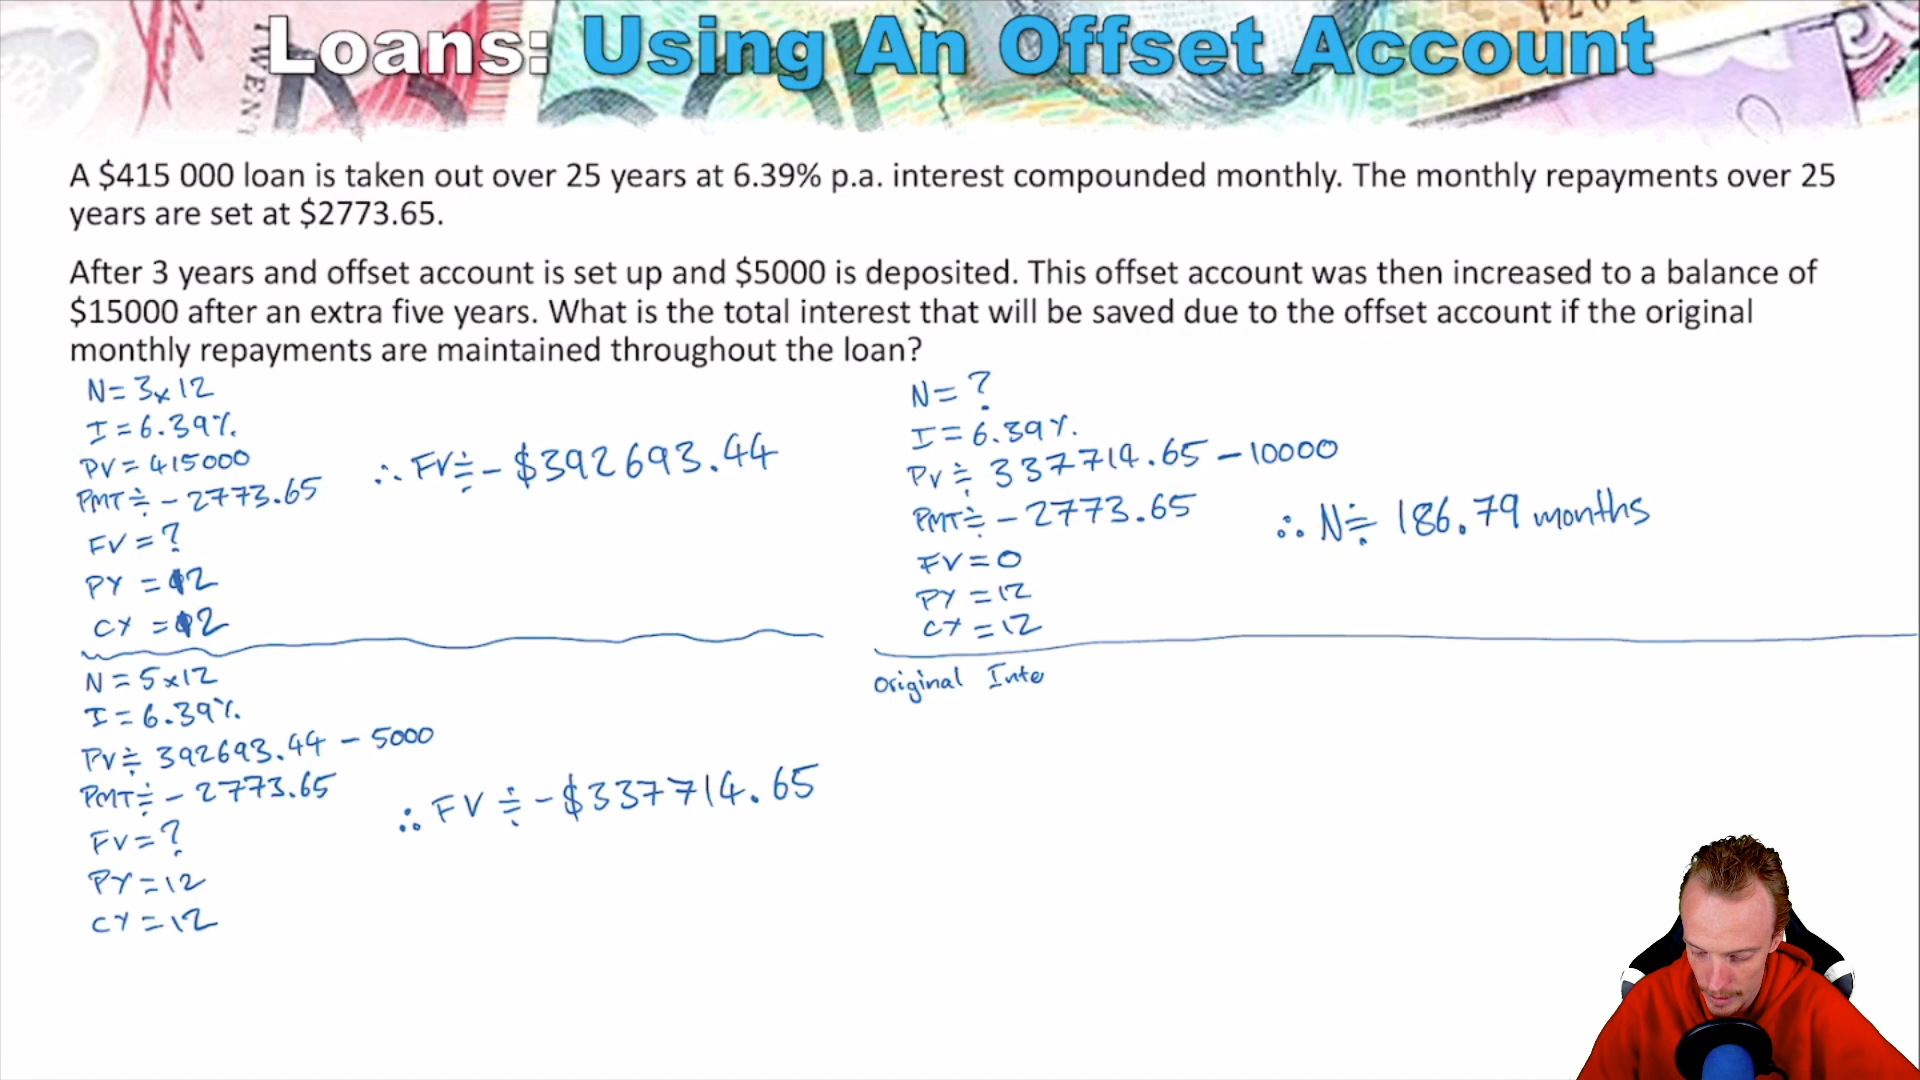 TWENT
Loans: Using An Offset Account
A $415 000 loan is taken out over 25 years at 6.39% p.a. interest compounded monthly. The monthly repayments over 25
years are set at $2773.65.
After 3 years and offset account is set up and $5000 is deposited. This offset account was then increased to a balance of
$15000 after an extra five years. What is the total interest that will be saved due to the offset account if the original
monthly repayments are maintained throughout the loan?
N = 3×12
I = 6.39%
PV = 415000
PMT ≑ - 2773.65
FV = ?
PY = 12
CY = 12
∴ FV ≑ - $392693.44
N = 5×12
I = 6.39%
PV ≑ 392693.44 - 5000
PMT ≑ - 2773.65
FV = ?
PY = 12
CY = 12
∴ FV ≑ - $337714.65
N = ?
I = 6.39%
PV ≑ 337714.65 - 10000
PMT ≑ - 2773.65
FV = 0
PY = 12
CY = 12
∴ N ≑ 186.79 months
Original Inte